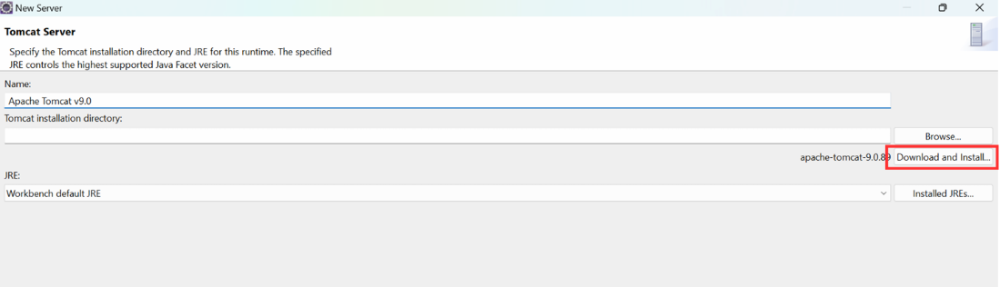 New Server
Tomcat Server
Specify the Tomcat installation directory and JRE for this runtime. The specified
JRE controls the highest supported Java Facet version.
Name:
Apache Tomcat v9.0
Tomcat installation directory:
Browse...
apache-tomcat-9.0.89 Download and Install...
JRE:
Workbench default JRE Installed JREs...